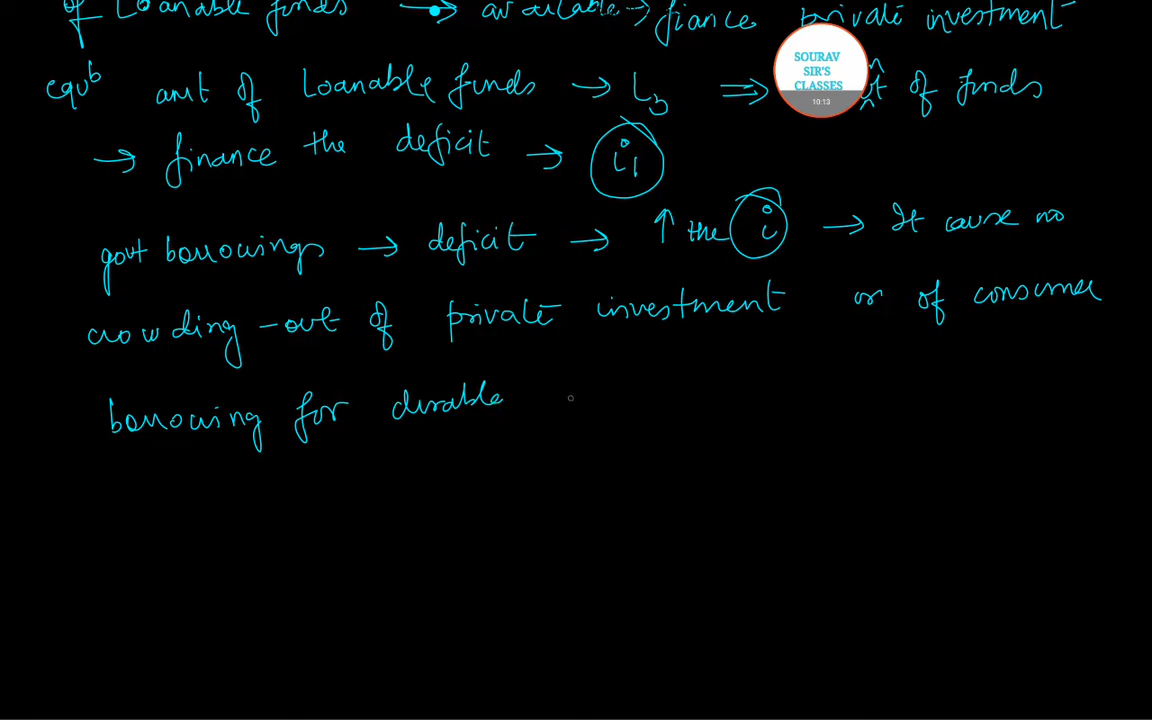 of Loanable funds → available → fiance private investment
equb amt of Loanable funds → L3 ⇒ of funds
SOURAV
SIR'S
CLASSES
10:13
→ finance the deficit → i1
govt borrowings → deficit → ↑ the i → It cause no
crowding-out of private investment or of consumer
borrowing for durable